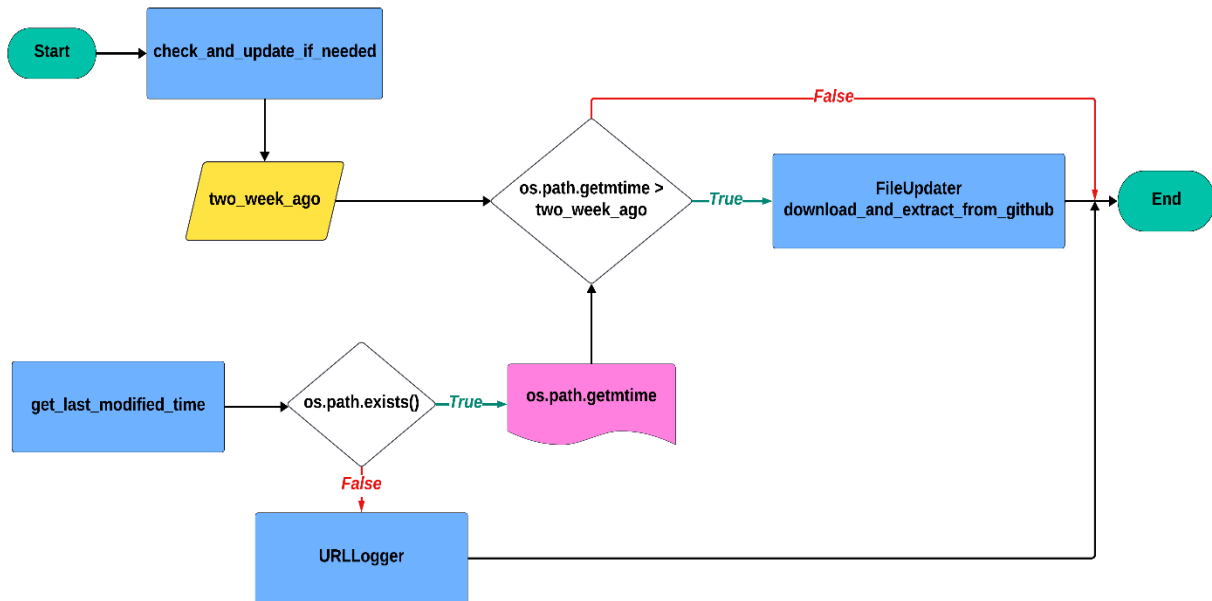 Start
check_and_update_if_needed
False
two_week_ago
os.path.getmtime >
two_week_ago
True
FileUpdater
download_and_extract_from_github
End
get_last_modified_time
os.path.exists()
True
os.path.getmtime
False
URLLogger